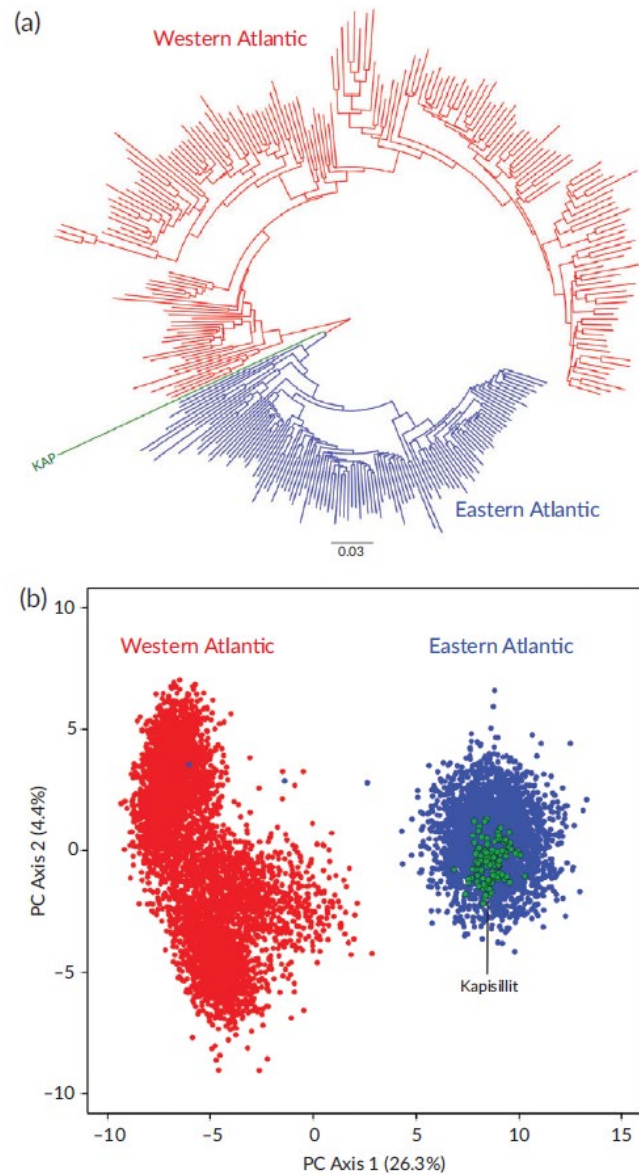 (a)
Western Atlantic
KAP
Eastern Atlantic
0.03
(b)
10
Western Atlantic
Eastern Atlantic
5
PC Axis 2 (4.4%)
0
−5
Kapisillit
−10
−10
−5
0
5
10
15
PC Axis 1 (26.3%)